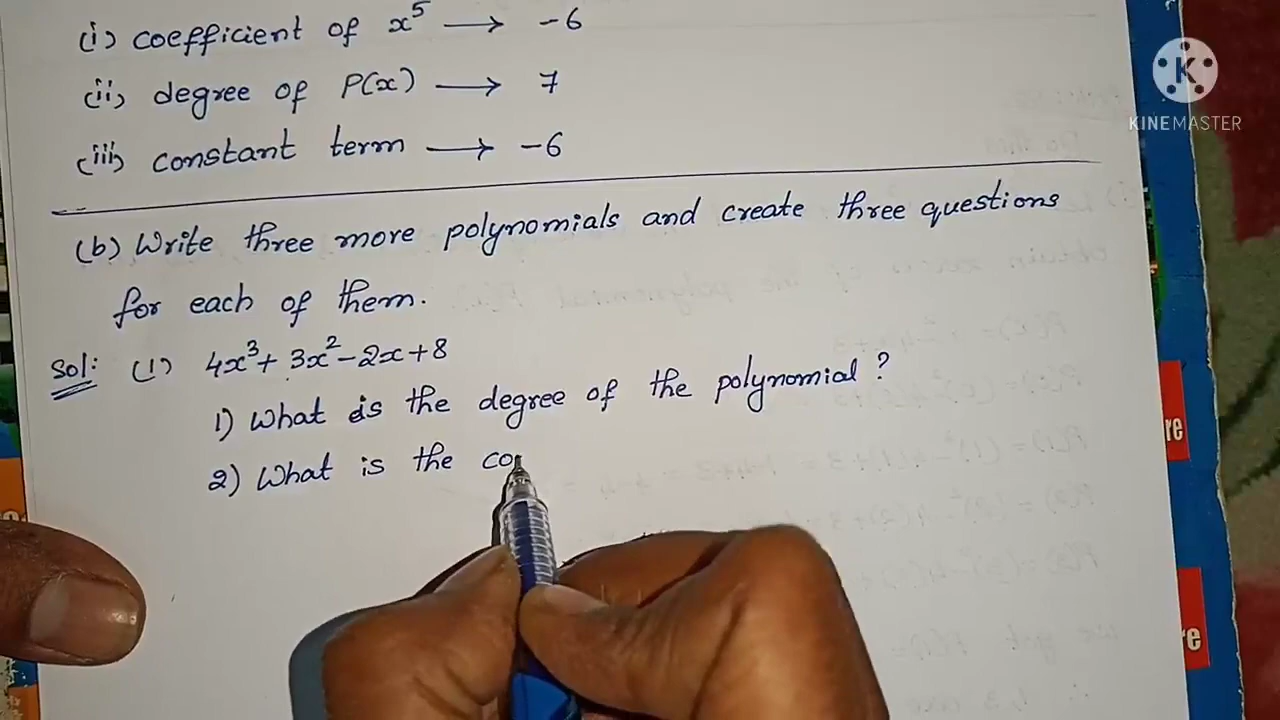 (i) coefficient of x⁵ → -6
(ii) degree of P(x) → 7
(iii) constant term → -6
K
KINEMASTER
(b) Write three more polynomials and create three questions
for each of them.
Sol: (1) 4x³ + 3x² - 2x + 8
1) What is the degree of the polynomial ?
2) What is the co
re
re